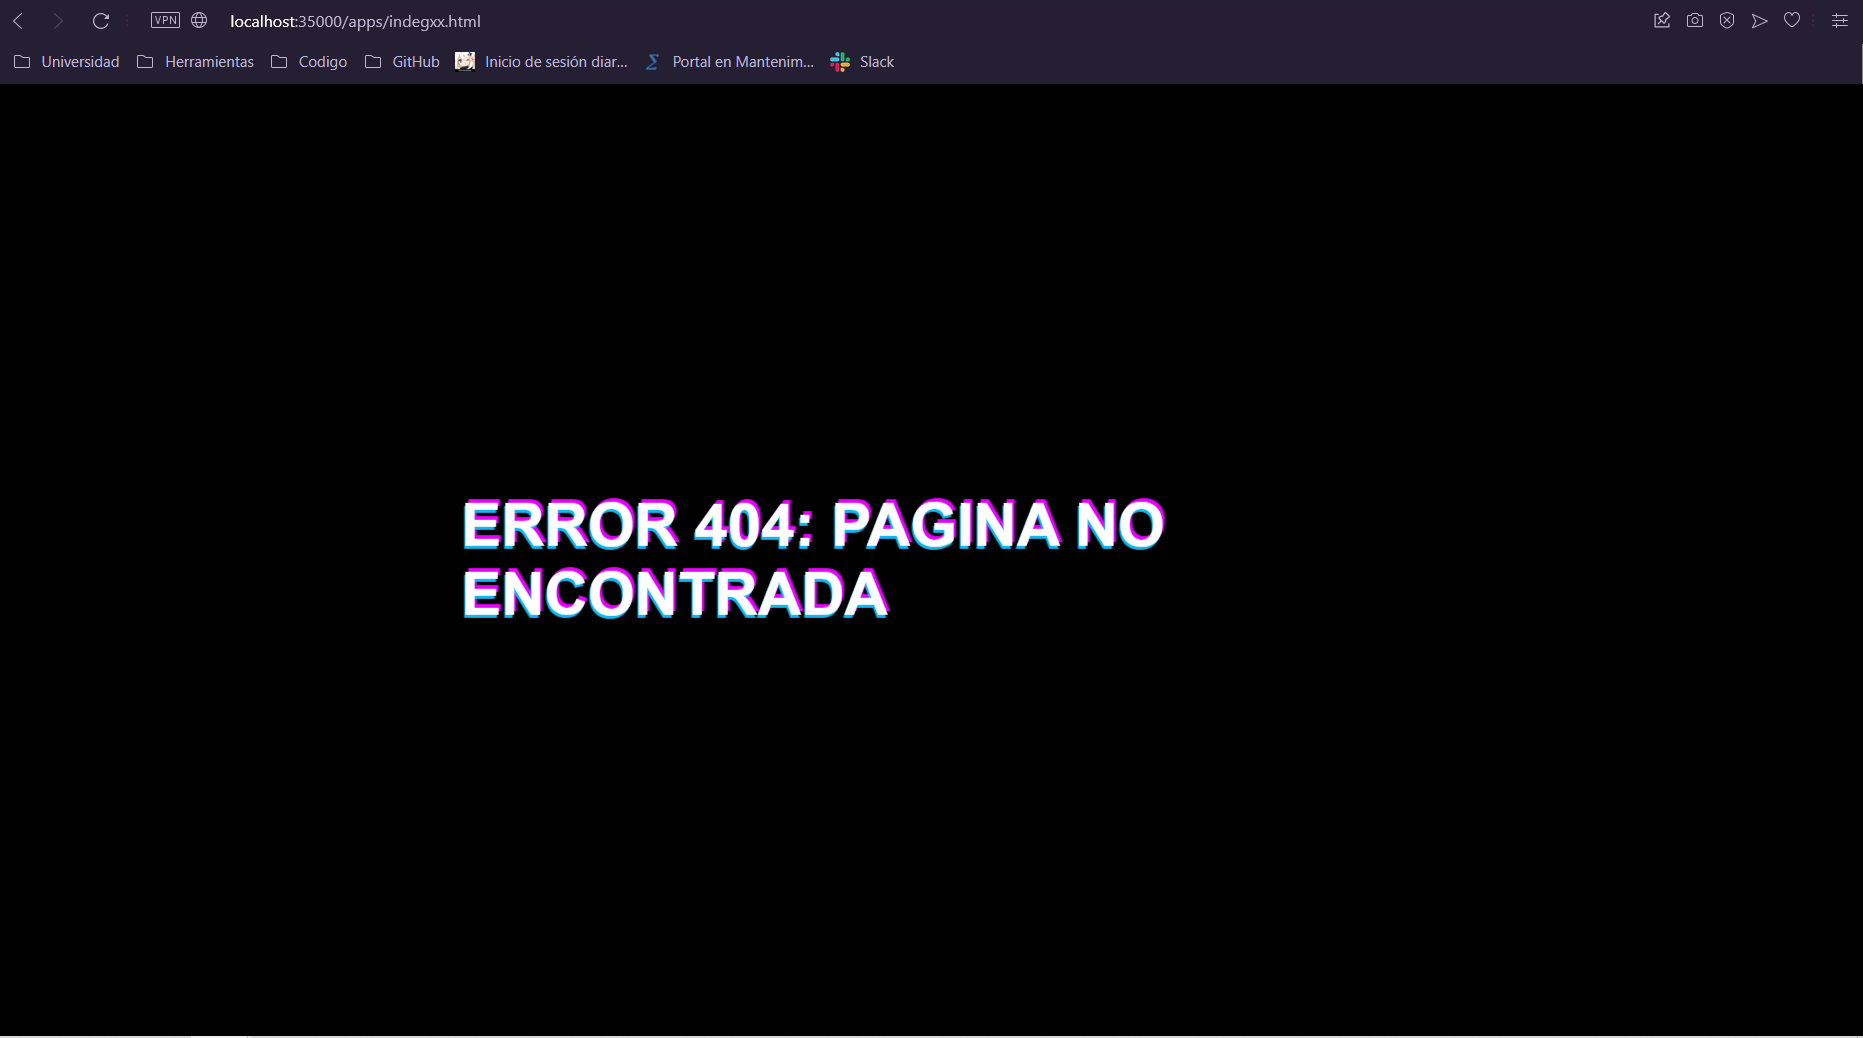 VPN localhost:35000/apps/indegxx.html
Universidad Herramientas Codigo GitHub Inicio de sesión diar... Portal en Mantenim... Slack
ERROR 404: PAGINA NO
ENCONTRADA